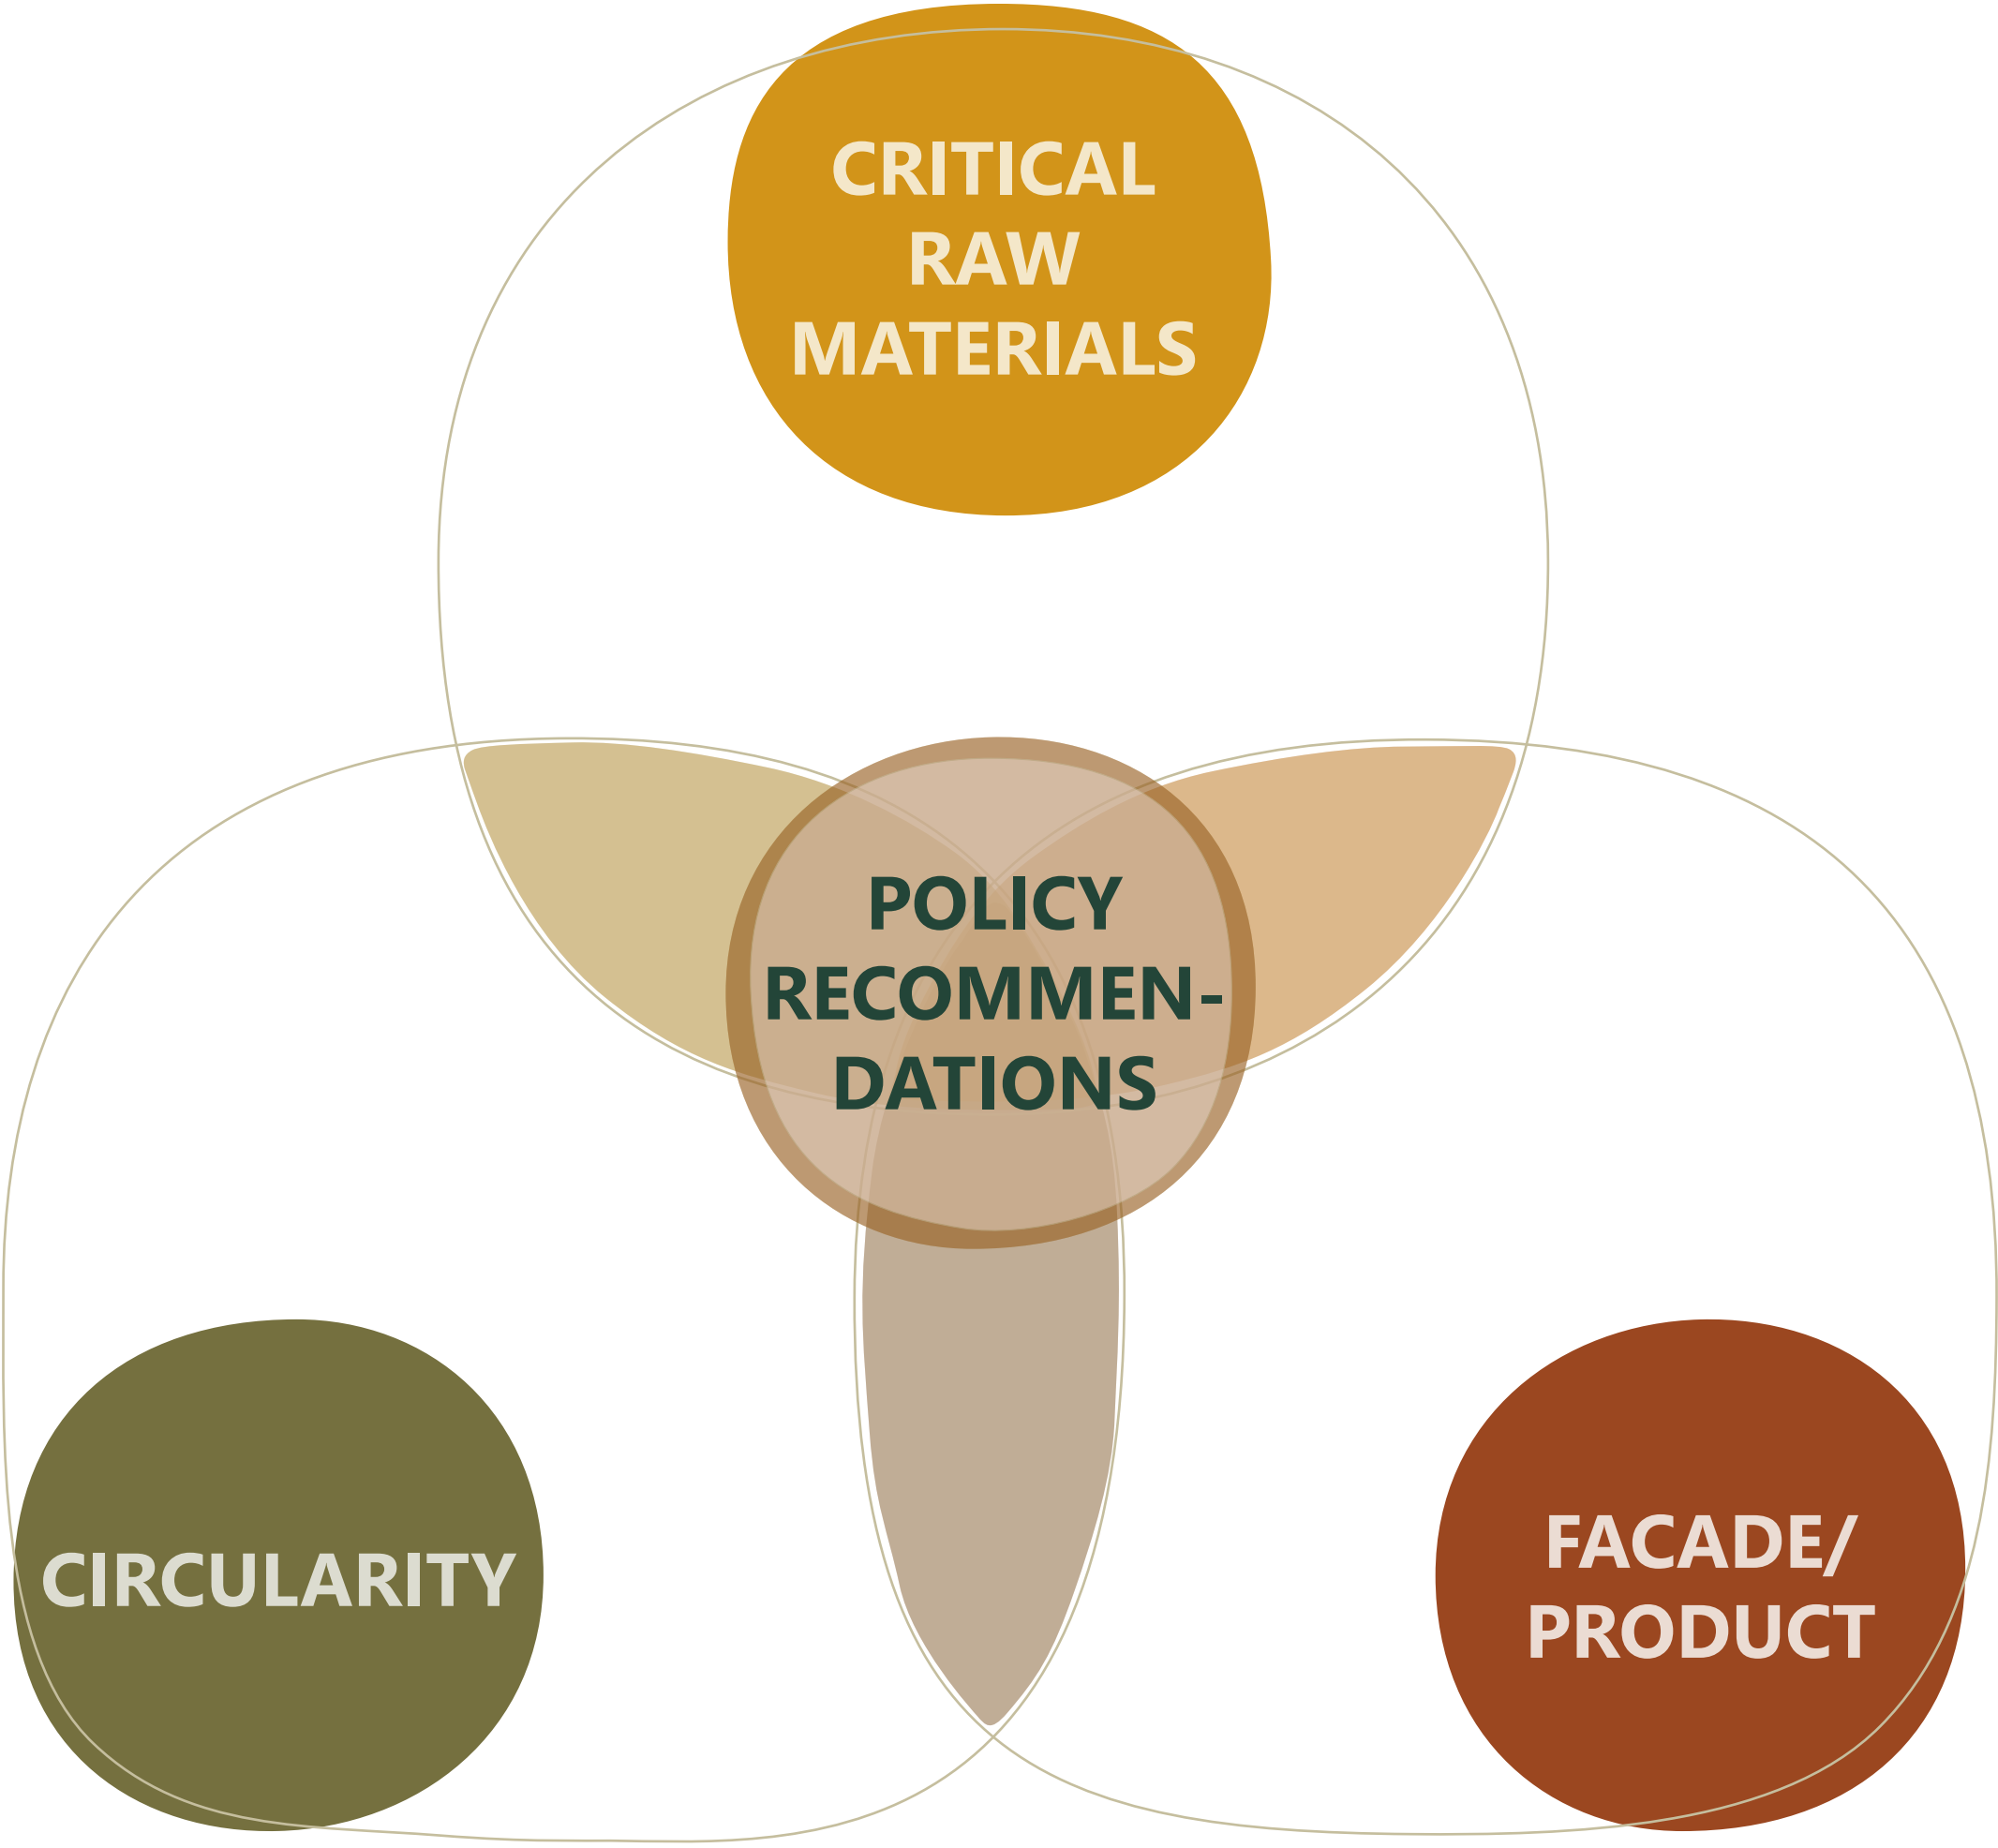 CRITICAL
RAW
MATERIALS
POLICY
RECOMMEN-
DATIONS
CIRCULARITY
FACADE/
PRODUCT